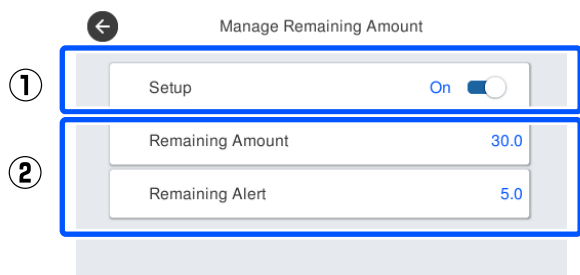 Manage Remaining Amount
①
Setup On
②
Remaining Amount 30.0
Remaining Alert 5.0